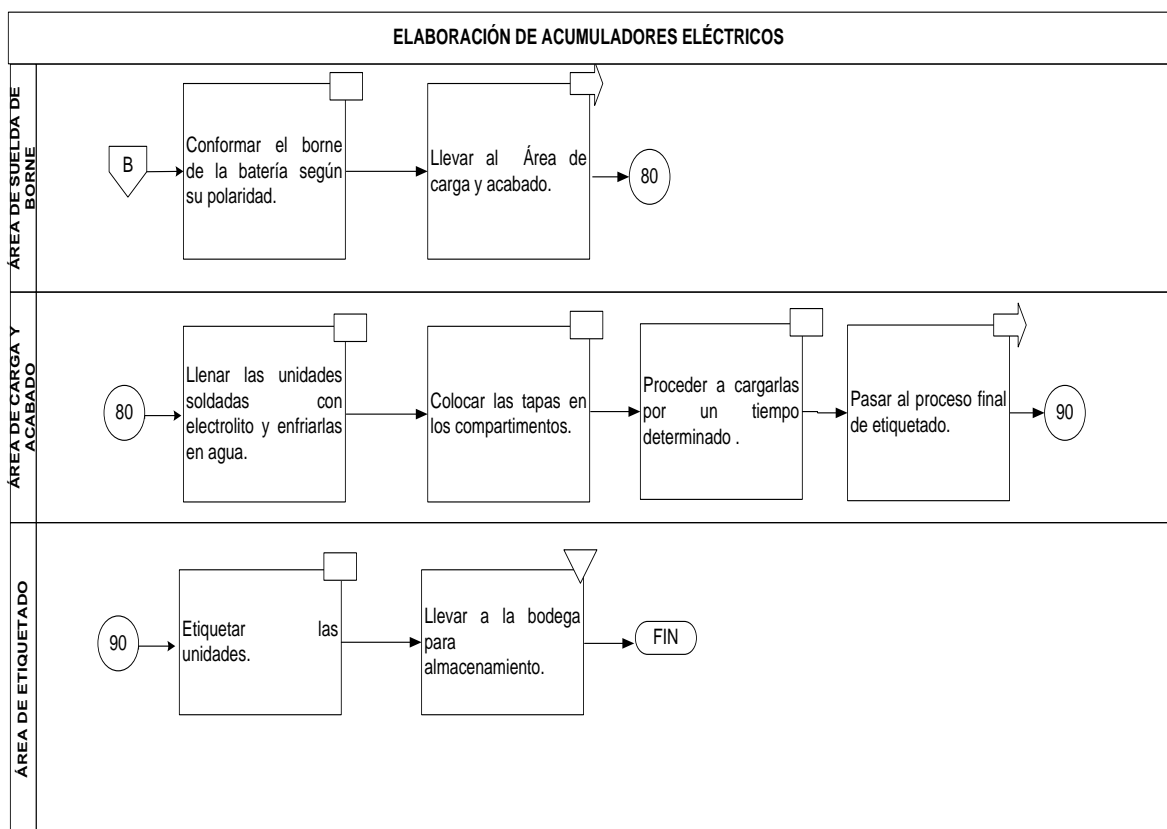 ELABORACIÓN DE ACUMULADORES ELÉCTRICOS
ÁREA DE SUELDA DE
BORNE
B
Conformar el borne
de la batería según
su polaridad.
Llevar al Área de
carga y acabado.
80
ÁREA DE CARGA Y
ACABADO
80
Llenar las unidades
soldadas con
electrolito y enfriarlas
en agua.
Colocar las tapas en
los compartimentos.
Proceder a cargarlas
por un tiempo
determinado .
Pasar al proceso final
de etiquetado.
90
ÁREA DE ETIQUETADO
90
Etiquetar las
unidades.
Llevar a la bodega
para
almacenamiento.
FIN